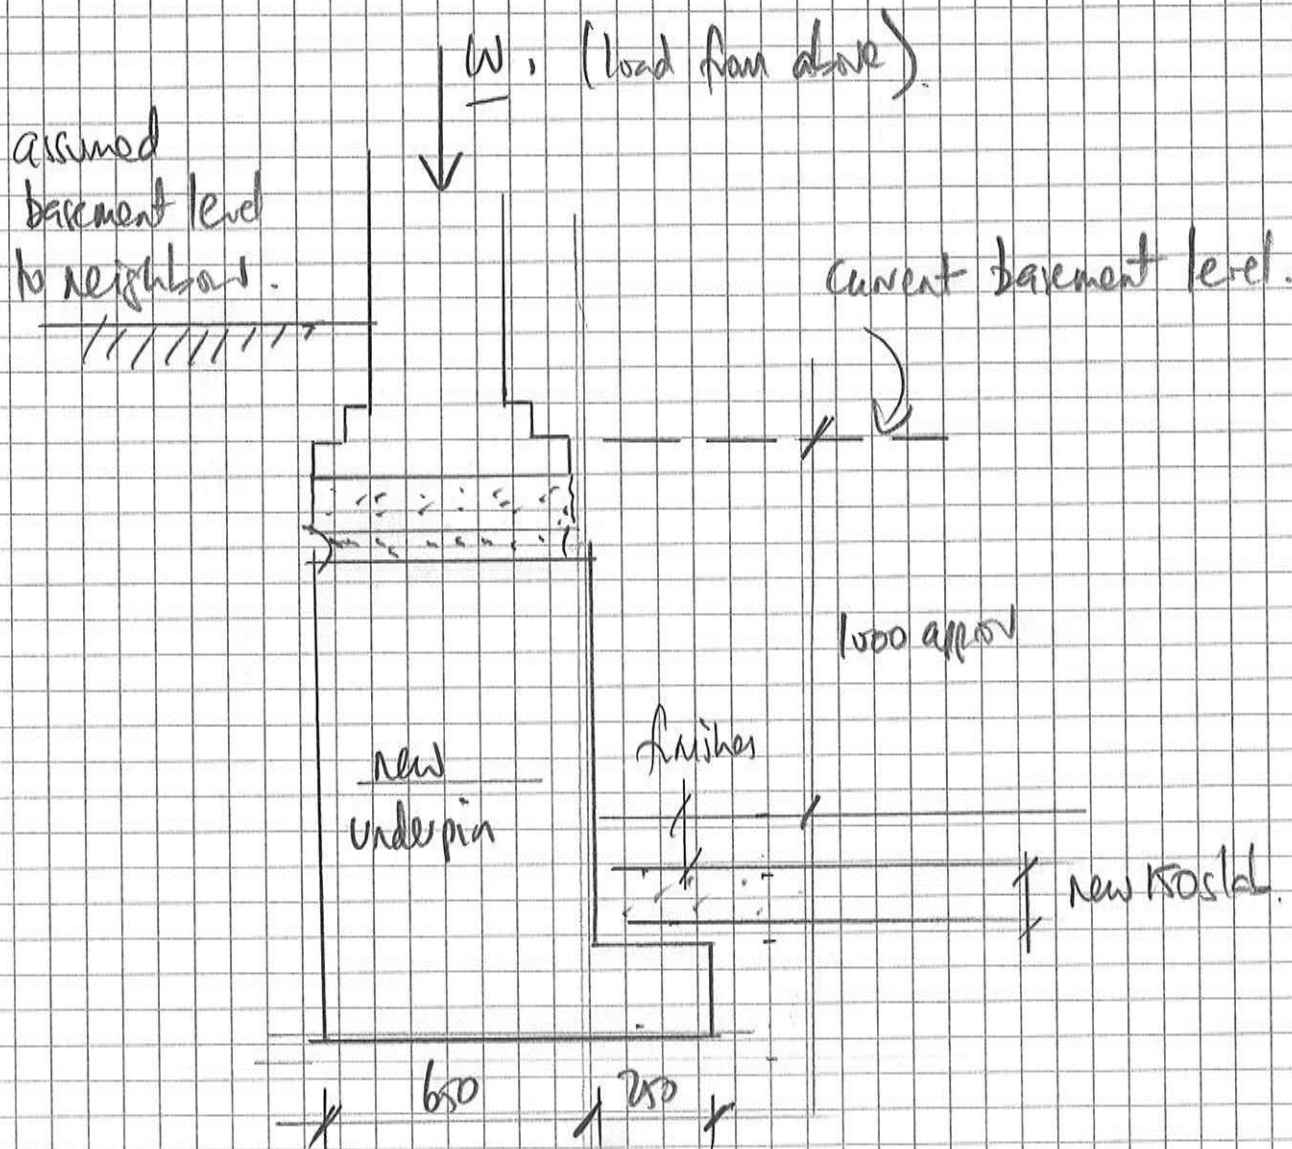 W, (load from above).
assumed
basement level
to neighbour.
current basement level.
1000 approx
finishes
new
underpin
new 150 slab.
650
250